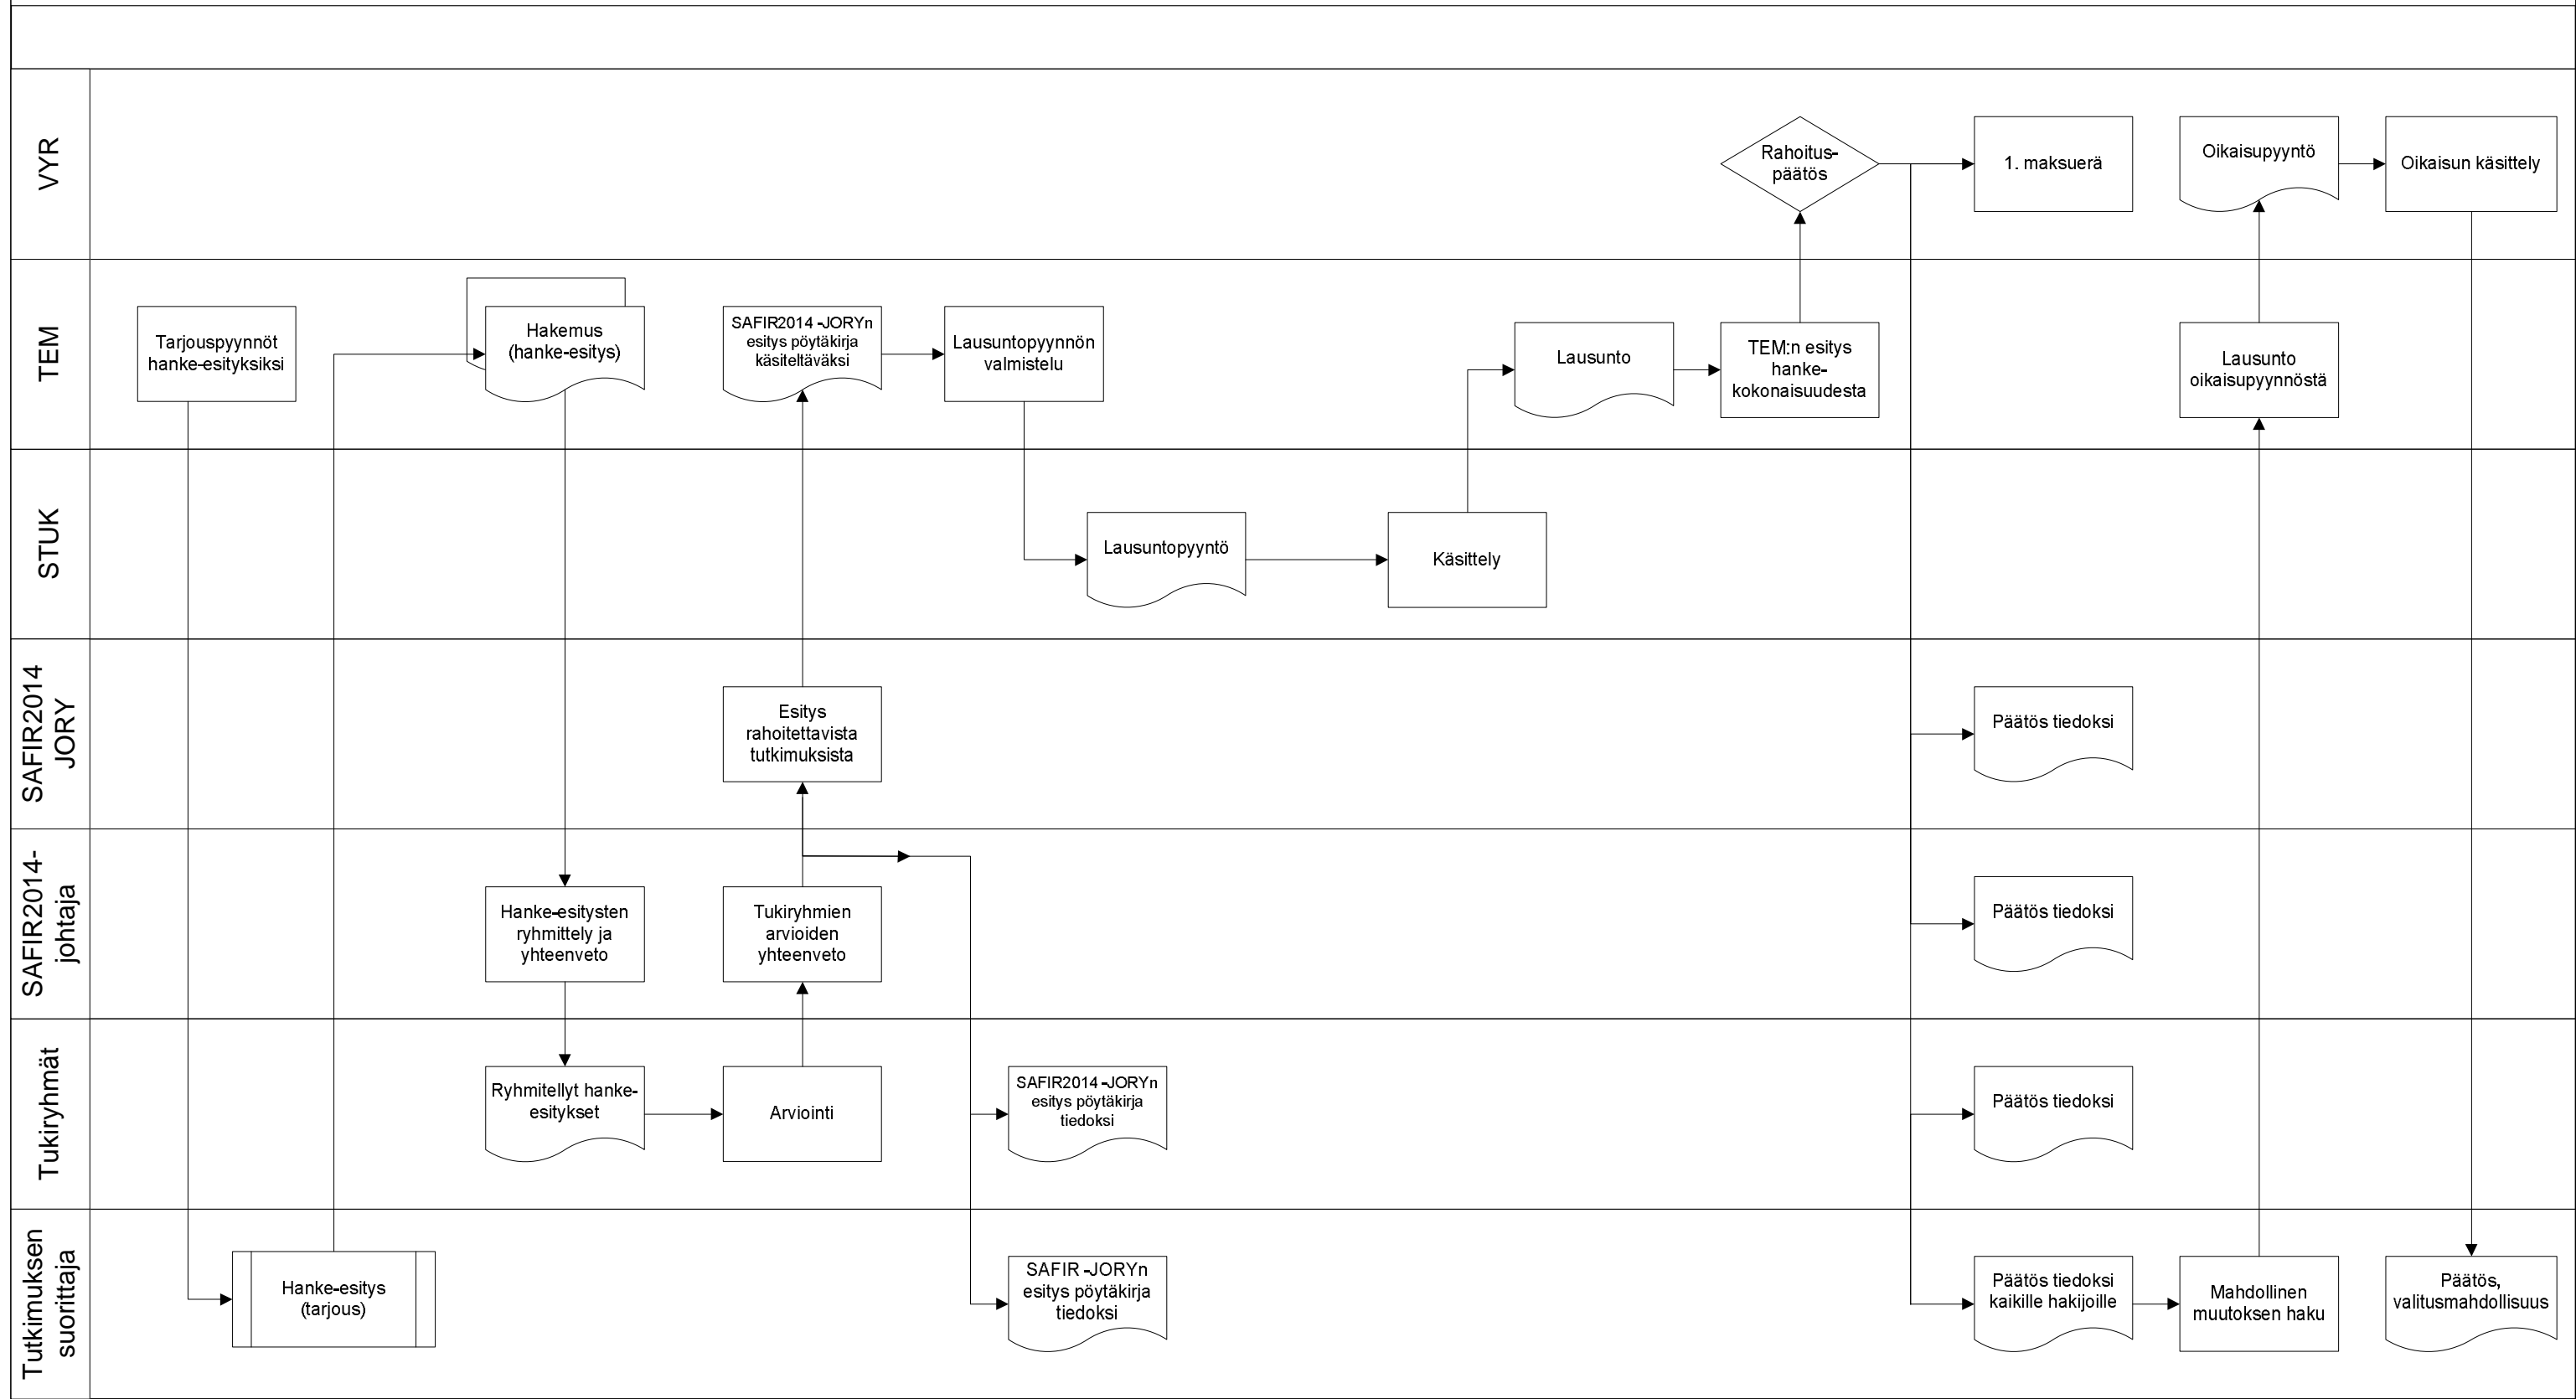 VYR
Rahoitus-
päätös
1. maksuerä
Oikaisupyyntö
Oikaisun käsittely
TEM
Tarjouspyynnöt
hanke-esityksiksi
Hakemus
(hanke-esitys)
SAFIR2014 -JORYn
esitys pöytäkirja
käsiteltäväksi
Lausuntopyynnön
valmistelu
Lausunto
TEM:n esitys
hanke-
kokonaisuudesta
Lausunto
oikaisupyynnöstä
STUK
Lausuntopyyntö
Käsittely
SAFIR2014
JORY
Esitys
rahoitettavista
tutkimuksista
Päätös tiedoksi
SAFIR2014-
johtaja
Hanke-esitysten
ryhmittely ja
yhteenveto
Tukiryhmien
arvioiden
yhteenveto
Päätös tiedoksi
Tukiryhmät
Ryhmitellyt hanke-
esitykset
Arviointi
SAFIR2014 -JORYn
esitys pöytäkirja
tiedoksi
Päätös tiedoksi
Tutkimuksen
suorittaja
Hanke-esitys
(tarjous)
SAFIR -JORYn
esitys pöytäkirja
tiedoksi
Päätös tiedoksi
kaikille hakijoille
Mahdollinen
muutoksen haku
Päätös,
valitusmahdollisuus